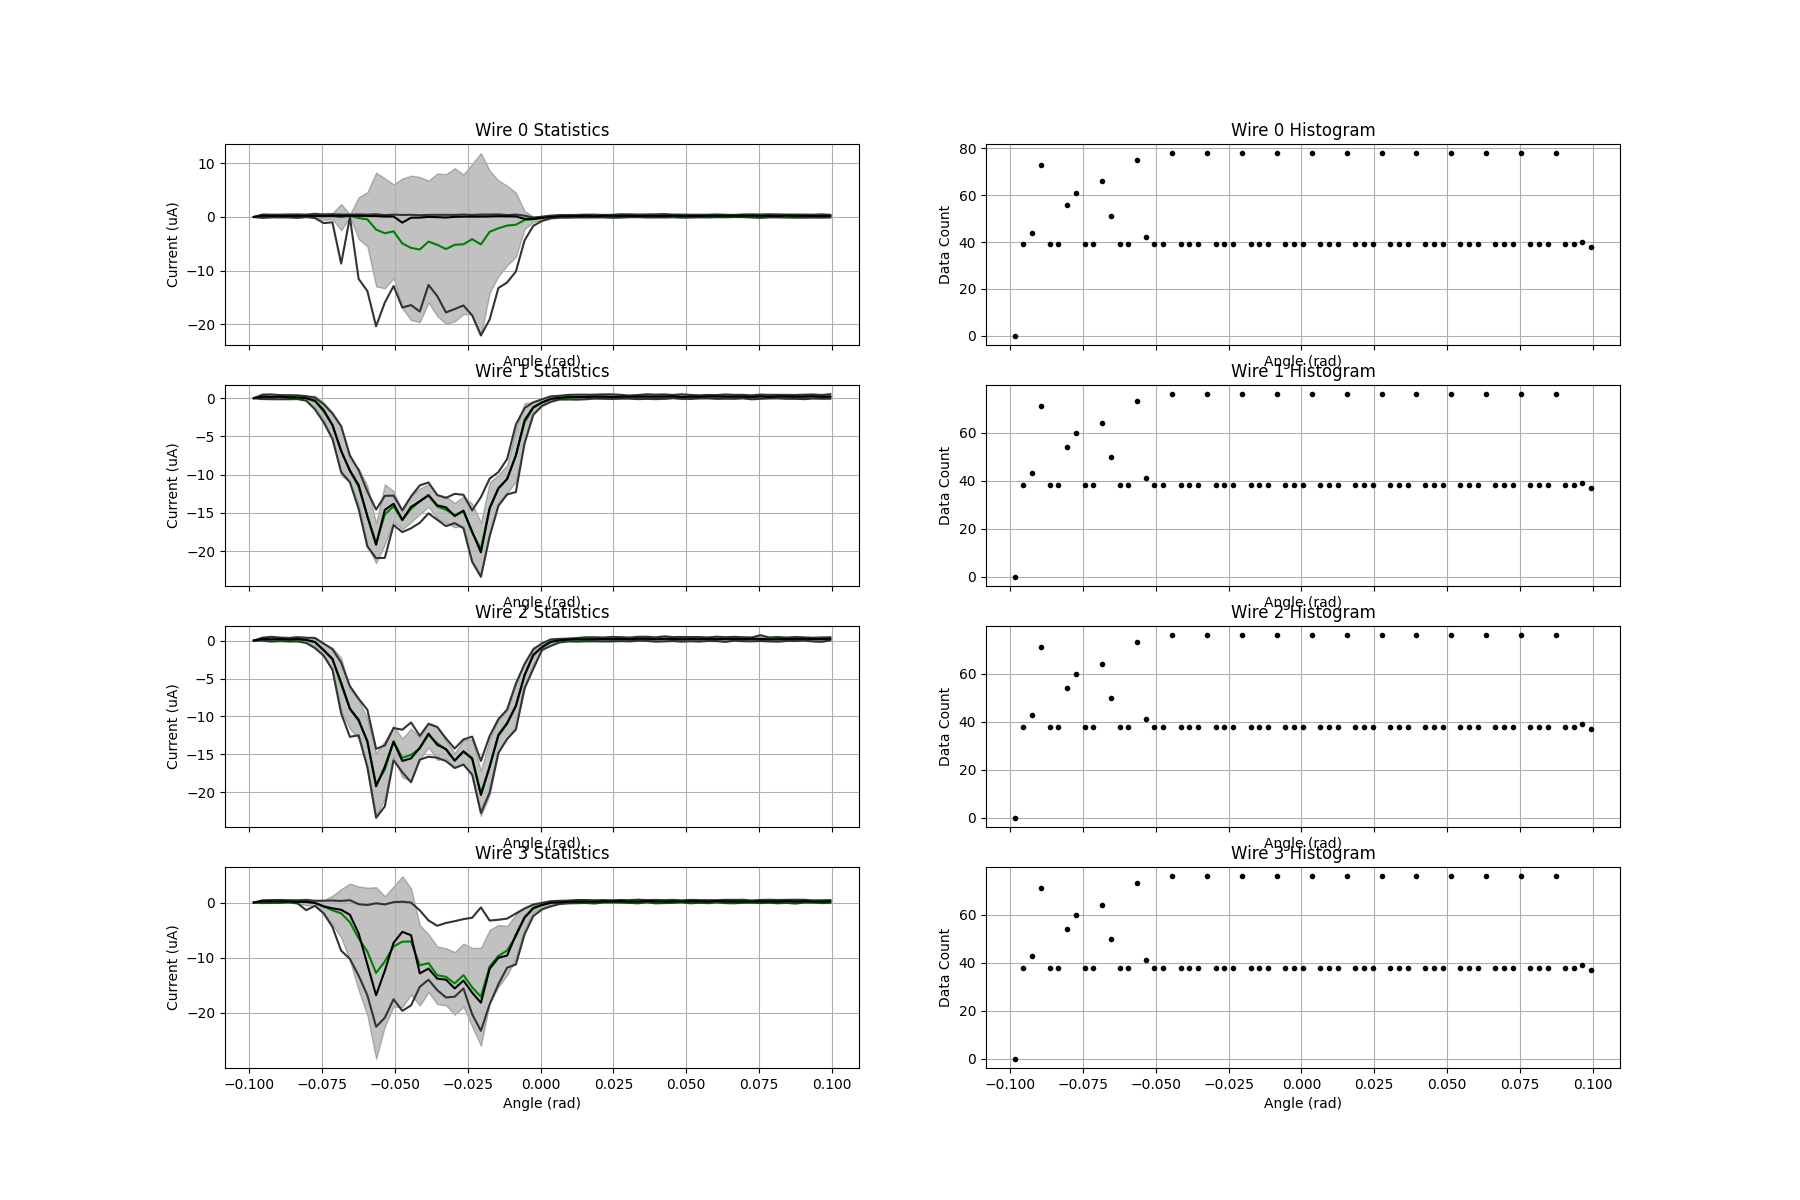 Wire 0 Statistics
Current (uA)
10
0
−10
−20
Angle (rad)
Wire 0 Histogram
Data Count
80
60
40
20
0
Angle (rad)
Wire 1 Statistics
Current (uA)
0
−5
−10
−15
−20
Angle (rad)
Wire 1 Histogram
Data Count
60
40
20
0
Angle (rad)
Wire 2 Statistics
Current (uA)
0
−5
−10
−15
−20
Angle (rad)
Wire 2 Histogram
Data Count
60
40
20
0
Angle (rad)
Wire 3 Statistics
Current (uA)
0
−10
−20
−0.100 −0.075 −0.050 −0.025 0.000 0.025 0.050 0.075 0.100
Angle (rad)
Wire 3 Histogram
Data Count
60
40
20
0
−0.100 −0.075 −0.050 −0.025 0.000 0.025 0.050 0.075 0.100
Angle (rad)